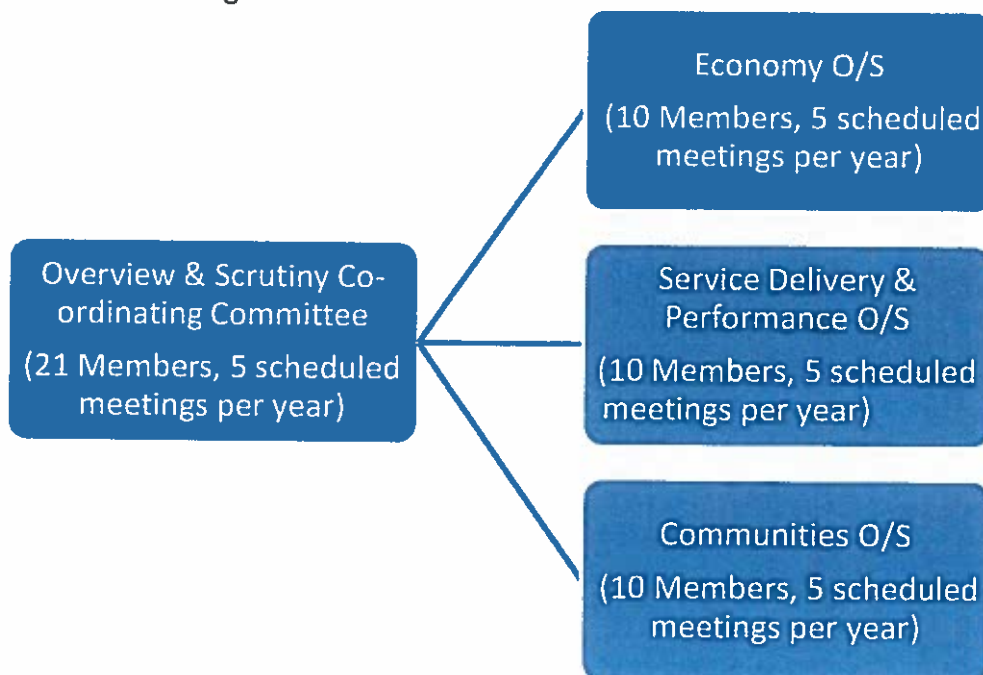 Overview & Scrutiny Co-
ordinating Committee
(21 Members, 5 scheduled
meetings per year)
Economy O/S
(10 Members, 5 scheduled
meetings per year)
Service Delivery &
Performance O/S
(10 Members, 5 scheduled
meetings per year)
Communities O/S
(10 Members, 5 scheduled
meetings per year)